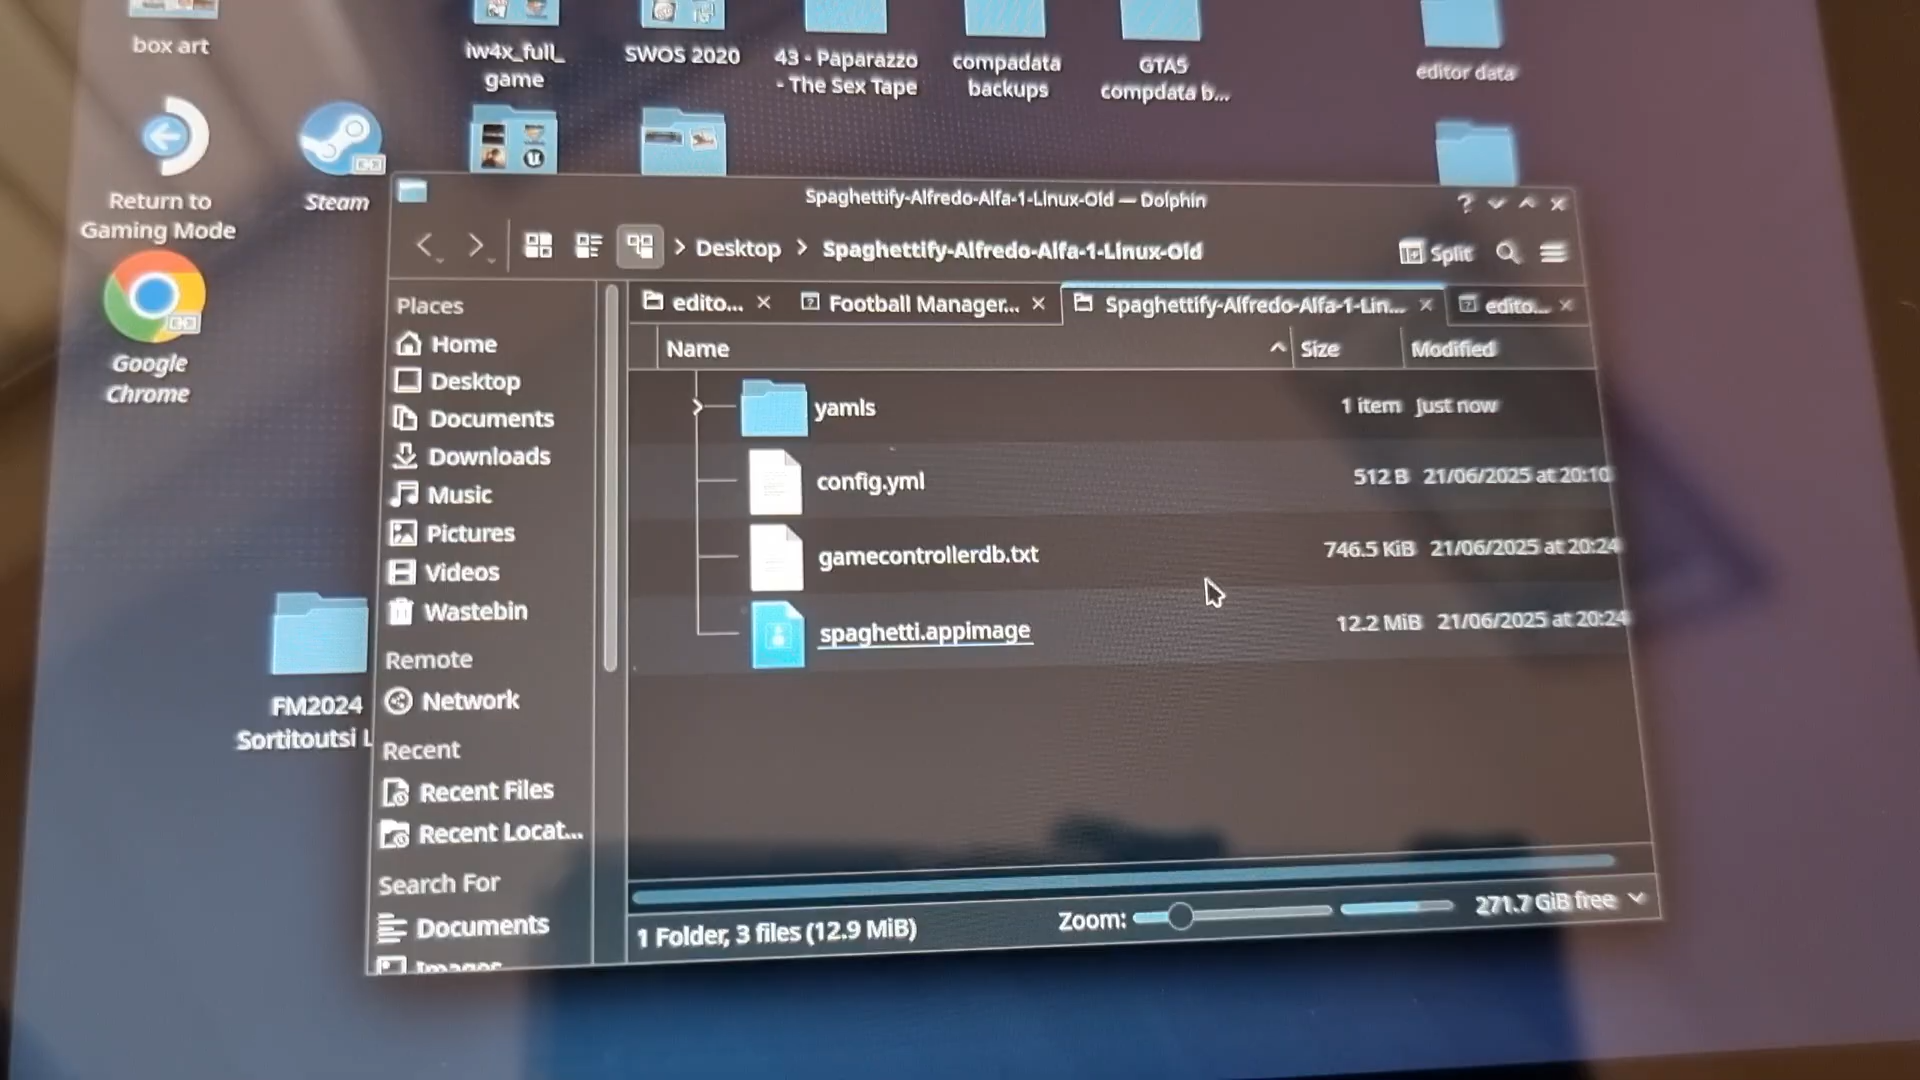 box art
iw4x_full_
game
SWOS 2020
43 - Paparazzo
- The Sex Tape
compadata
backups
GTA5
compdata b...
editor data
Return to
Gaming Mode
Steam
Google
Chrome
FM2024
Sortitoutsi L
Spaghettify-Alfredo-Alfa-1-Linux-Old — Dolphin
Desktop
Spaghettify-Alfredo-Alfa-1-Linux-Old
Split
edito...
Football Manager...
Spaghettify-Alfredo-Alfa-1-Lin...
edito...
Name
Size
Modified
yamls
1 item
Just now
config.yml
512 B
21/06/2025 at 20:10
gamecontrollerdb.txt
746.5 KiB
21/06/2025 at 20:24
spaghetti.appimage
12.2 MiB
21/06/2025 at 20:24
Places
Home
Desktop
Documents
Downloads
Music
Pictures
Videos
Wastebin
Remote
Network
Recent
Recent Files
Recent Locat...
Search For
Documents
Images
1 Folder, 3 files (12.9 MiB)
Zoom:
271.7 GiB free